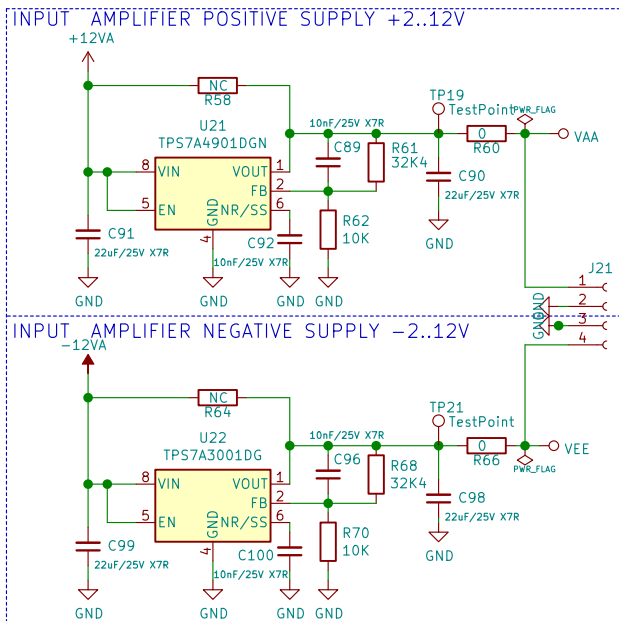 INPUT AMPLIFIER POSITIVE SUPPLY +2..12V
+12VA
NC
R58
TP19
TestPoint
PWR_FLAG
U21
TPS7A4901DGN
10nF/25V X7R
C89
R61
32K4
0
R60
VAA
8 VIN
VOUT 1
FB 2
5 EN
GND
NR/SS 6
4
C90
22uF/25V X7R
GND
C91
22uF/25V X7R
C92
10nF/25V X7R
R62
10K
GND
GND
GND
GND
J21
1
2
3
4
GND
GND
INPUT AMPLIFIER NEGATIVE SUPPLY −2..12V
−12VA
NC
R64
TP21
TestPoint
U22
TPS7A3001DG
10nF/25V X7R
C96
R68
32K4
0
R66
VEE
PWR_FLAG
8 VIN
VOUT 1
FB 2
5 EN
GND
NR/SS 6
4
C98
22uF/25V X7R
GND
C99
22uF/25V X7R
C100
10nF/25V X7R
R70
10K
GND
GND
GND
GND